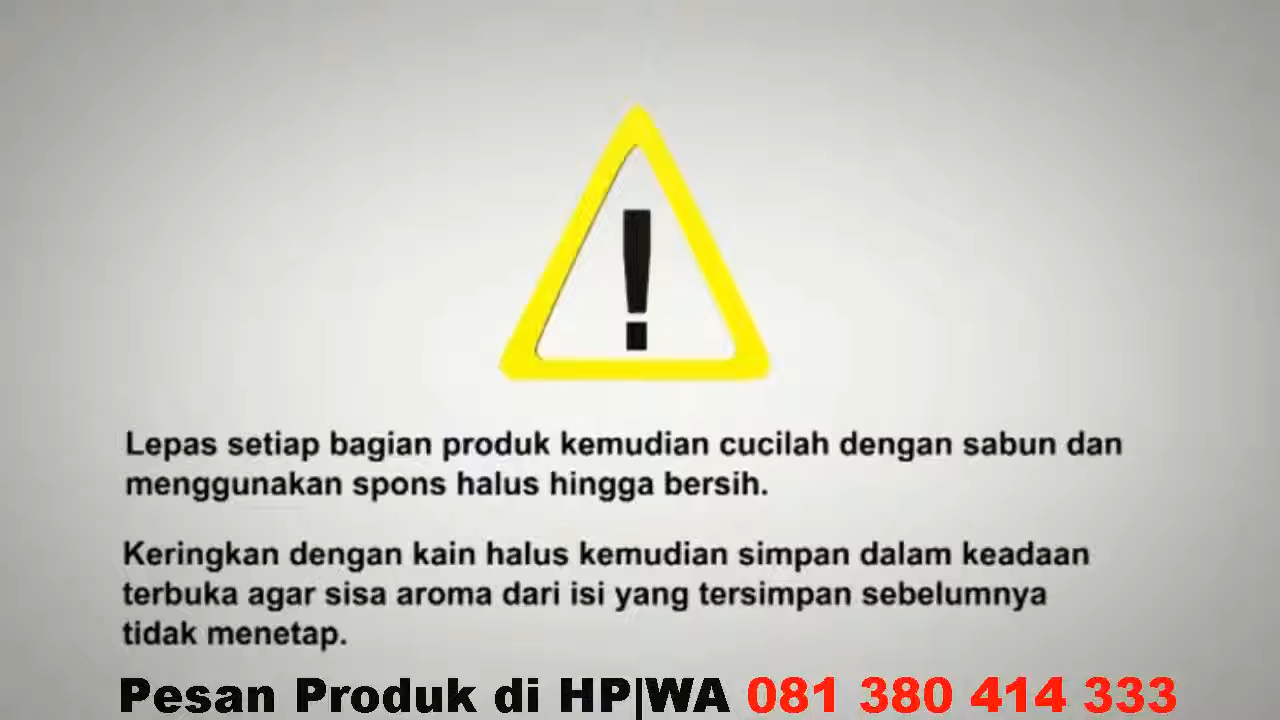 !
Lepas setiap bagian produk kemudian cucilah dengan sabun dan
menggunakan spons halus hingga bersih.
Keringkan dengan kain halus kemudian simpan dalam keadaan
terbuka agar sisa aroma dari isi yang tersimpan sebelumnya
tidak menetap.
Pesan Produk di HP|WA 081 380 414 333